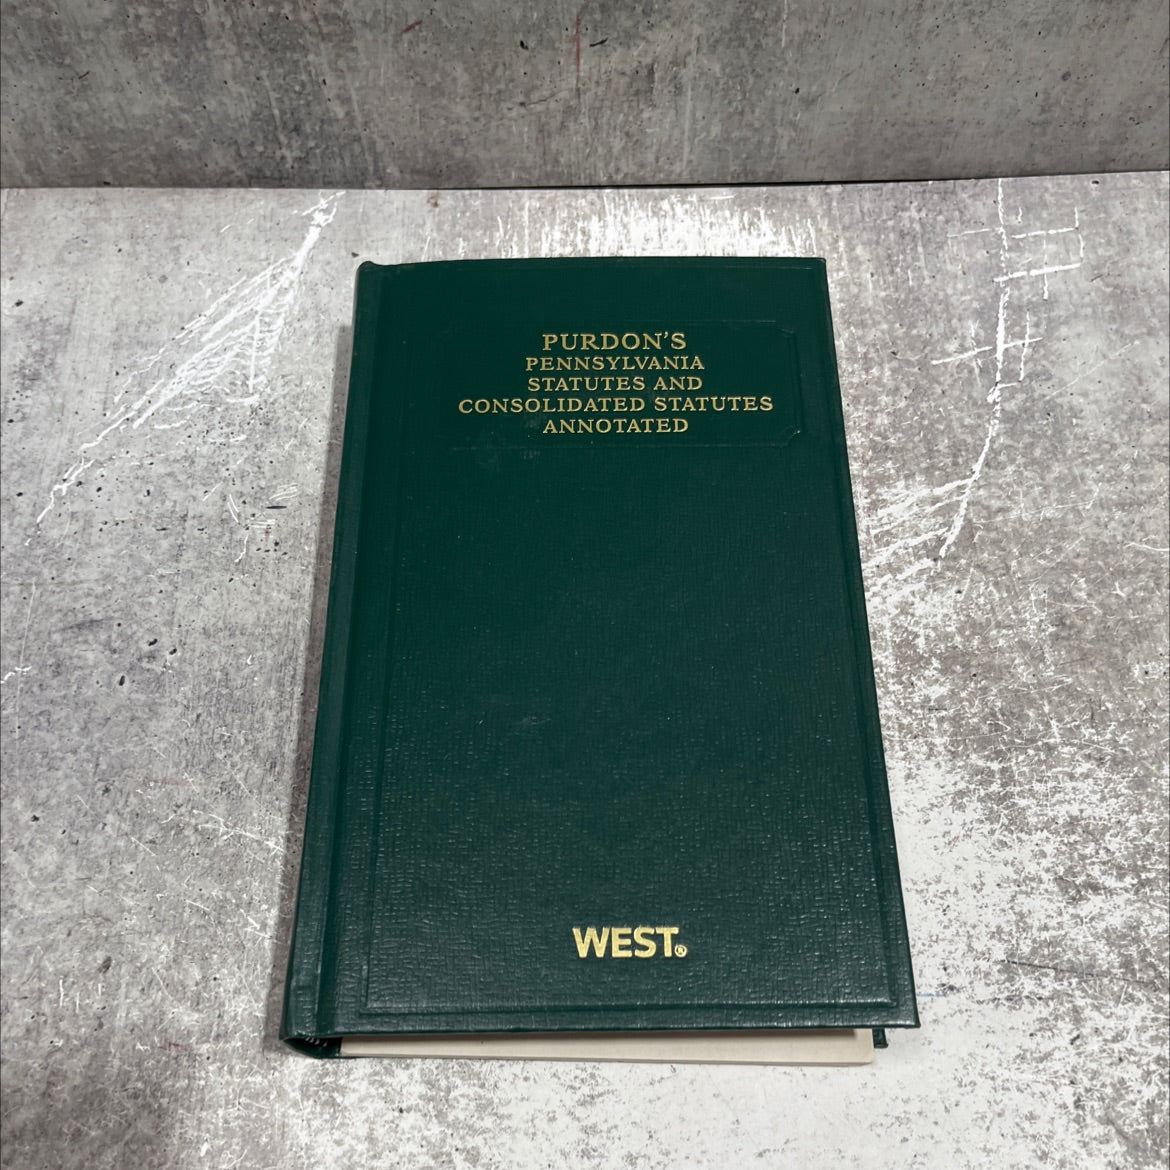 PURDON'S
PENNSYLVANIA
STATUTES AND
CONSOLIDATED STATUTES
ANNOTATED
WEST®